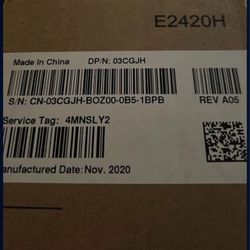 E2420H
Made In China DP/N: 03CGJH
S/N: CN-03CGJH-BOZ00-0B5-1BPB REV A05
Service Tag: 4MNSLY2
anufactured Date: Nov. 2020